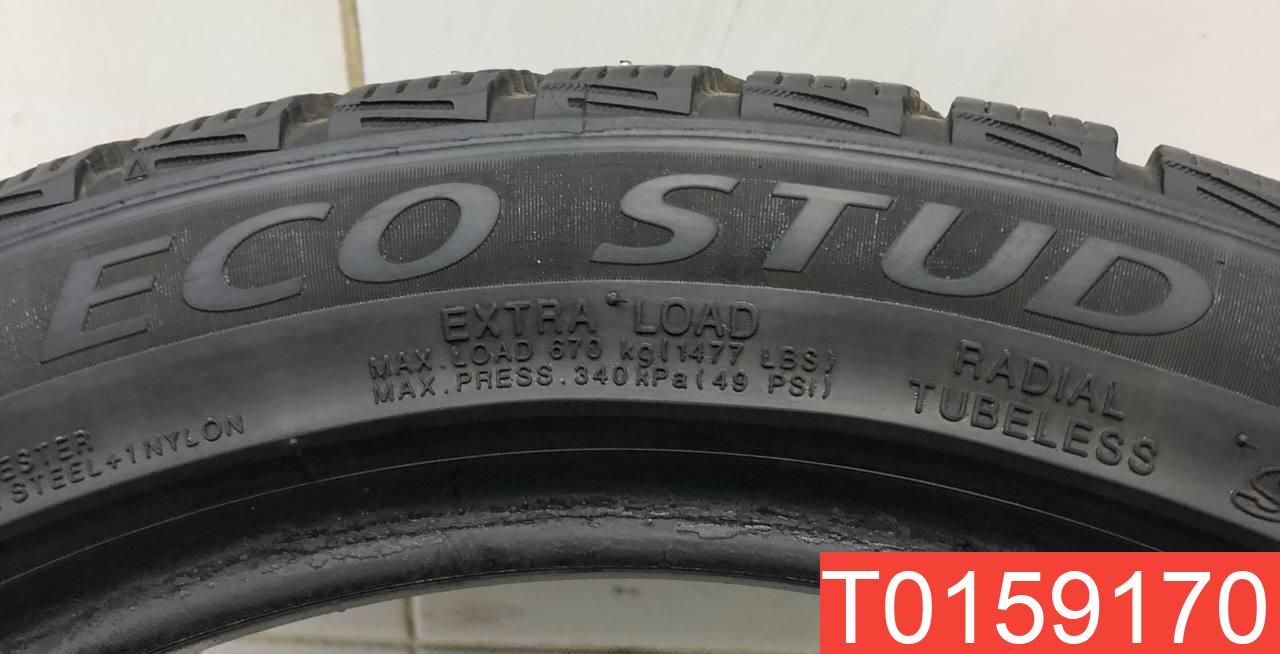 ECO STUD
EXTRA LOAD
MAX. LOAD 670 kg(1477 LBS)
MAX. PRESS. 340 kPa (49 PSI)
RADIAL
TUBELESS
STEEL+1NYLON
T0159170